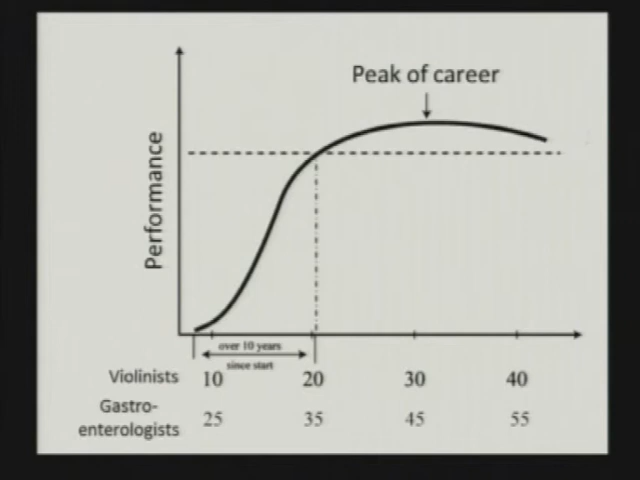 Peak of career
Performance
over 10 years
since start
Violinists 10 20 30 40
Gastro-
enterologists 25 35 45 55